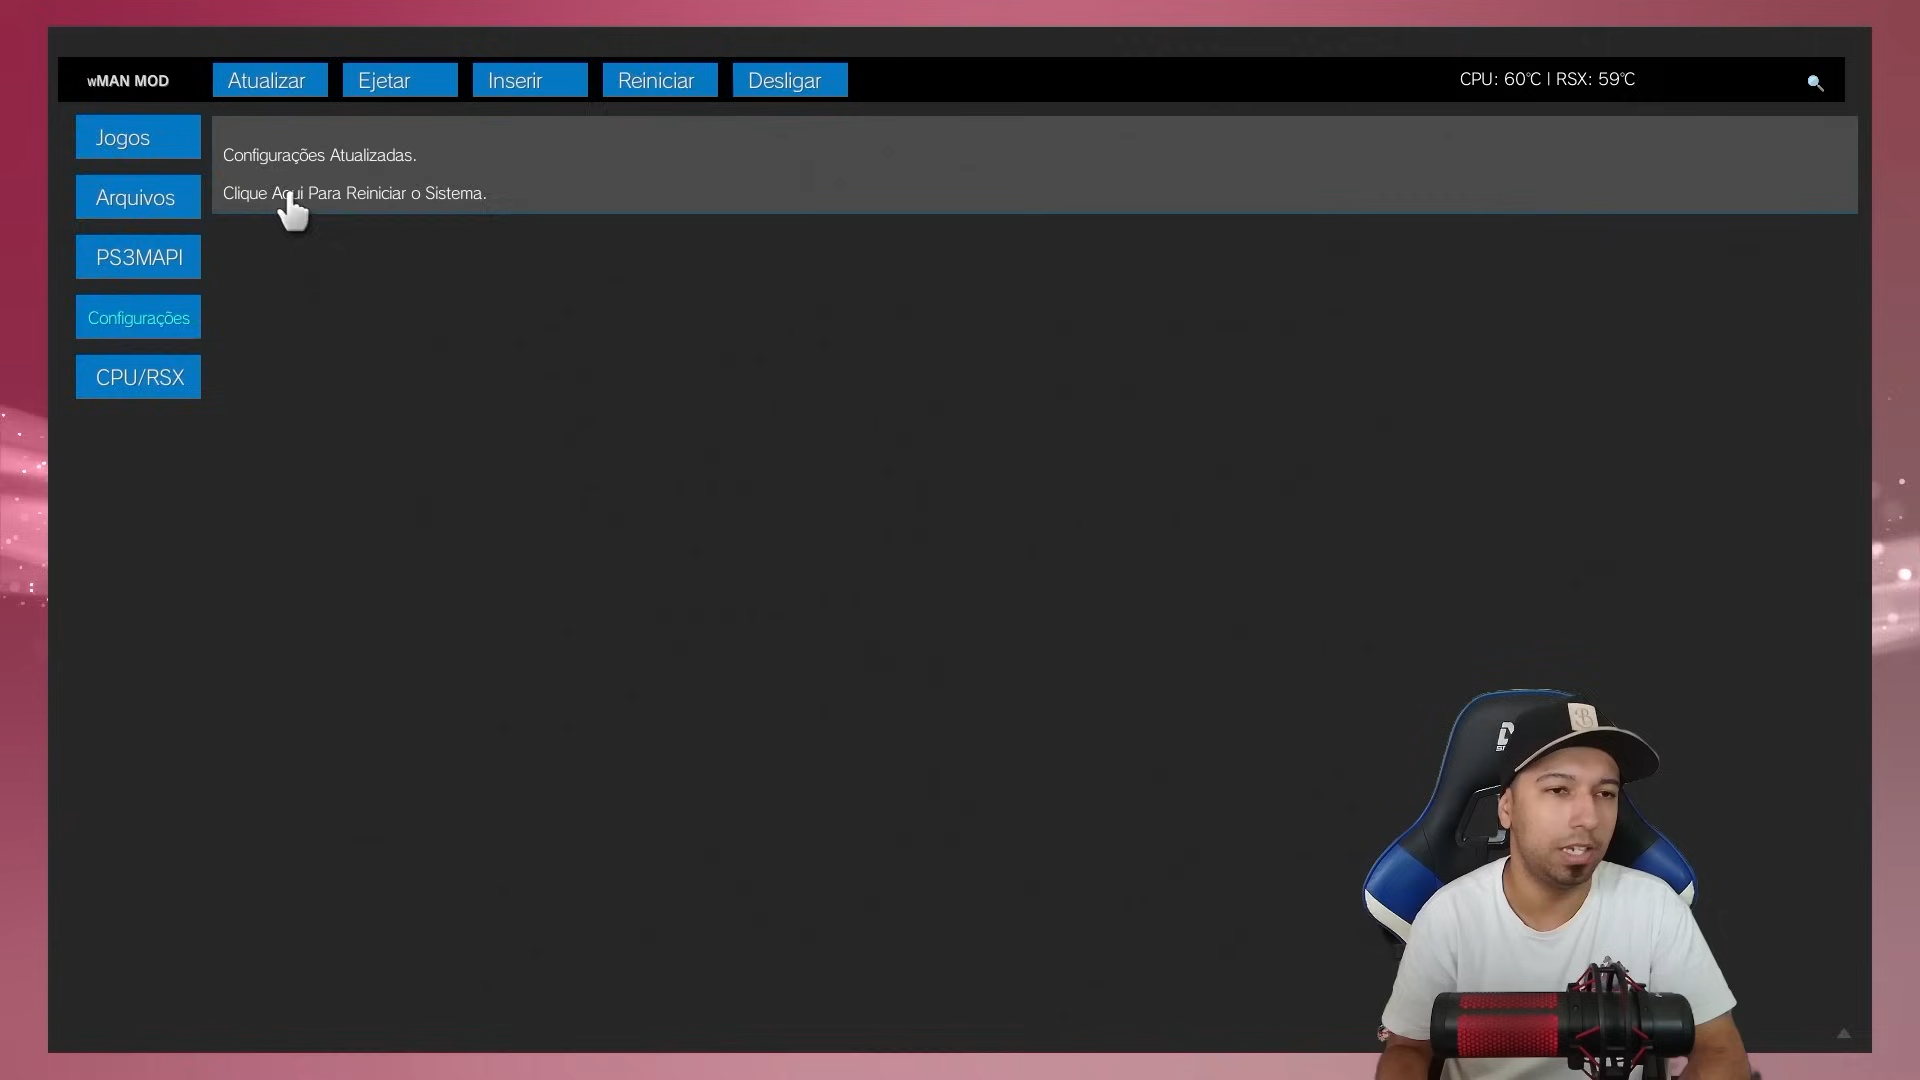 wMAN MOD
Atualizar
Ejetar
Inserir
Reiniciar
Desligar
CPU: 60°C | RSX: 59°C
Jogos
Arquivos
PS3MAPI
Configurações
CPU/RSX
Configurações Atualizadas.
Clique Aqui Para Reiniciar o Sistema.
B